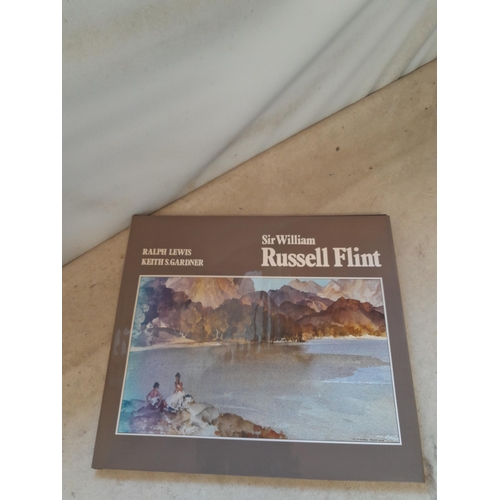 Sir William
Russell Flint
RALPH LEWIS
KEITH S. GARDNER